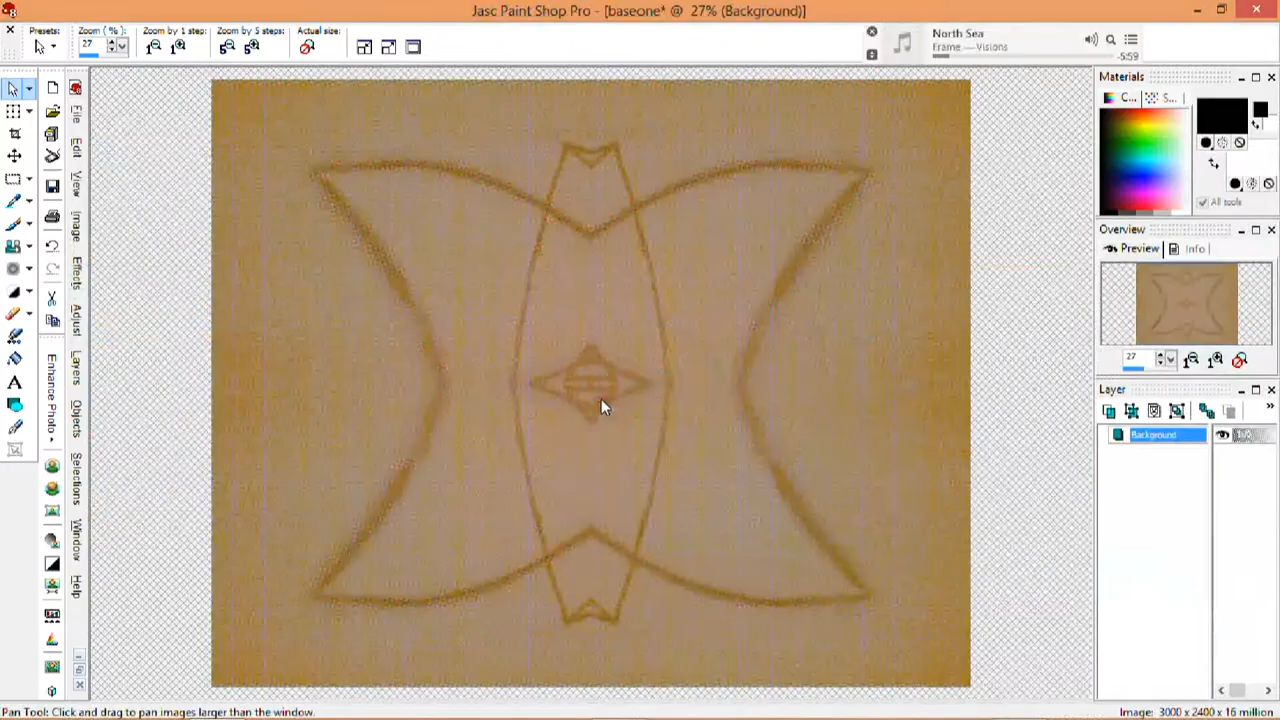 Jasc Paint Shop Pro - [baseone* @ 27% (Background)]
Presets:
Zoom (%):
Zoom by 1 step:
Zoom by 5 steps:
Actual size:
27
North Sea
Frame — Visions
-5:59
File
Edit
View
Image
Effects
Adjust
Layers
Objects
Selections
Window
Help
Enhance Photo
Materials
C...
S...
All tools
Overview
Preview
Info
27
Layer
Background
Pan Tool: Click and drag to pan images larger than the window.
Image: 3000 x 2400 x 16 million